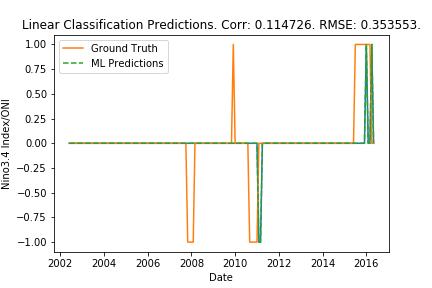 Linear Classification Predictions. Corr: 0.114726. RMSE: 0.353553.
Ground Truth
ML Predictions
1.00
0.75
0.50
0.25
0.00
−0.25
−0.50
−0.75
−1.00
Nino3.4 Index/ONI
2002 2004 2006 2008 2010 2012 2014 2016
Date